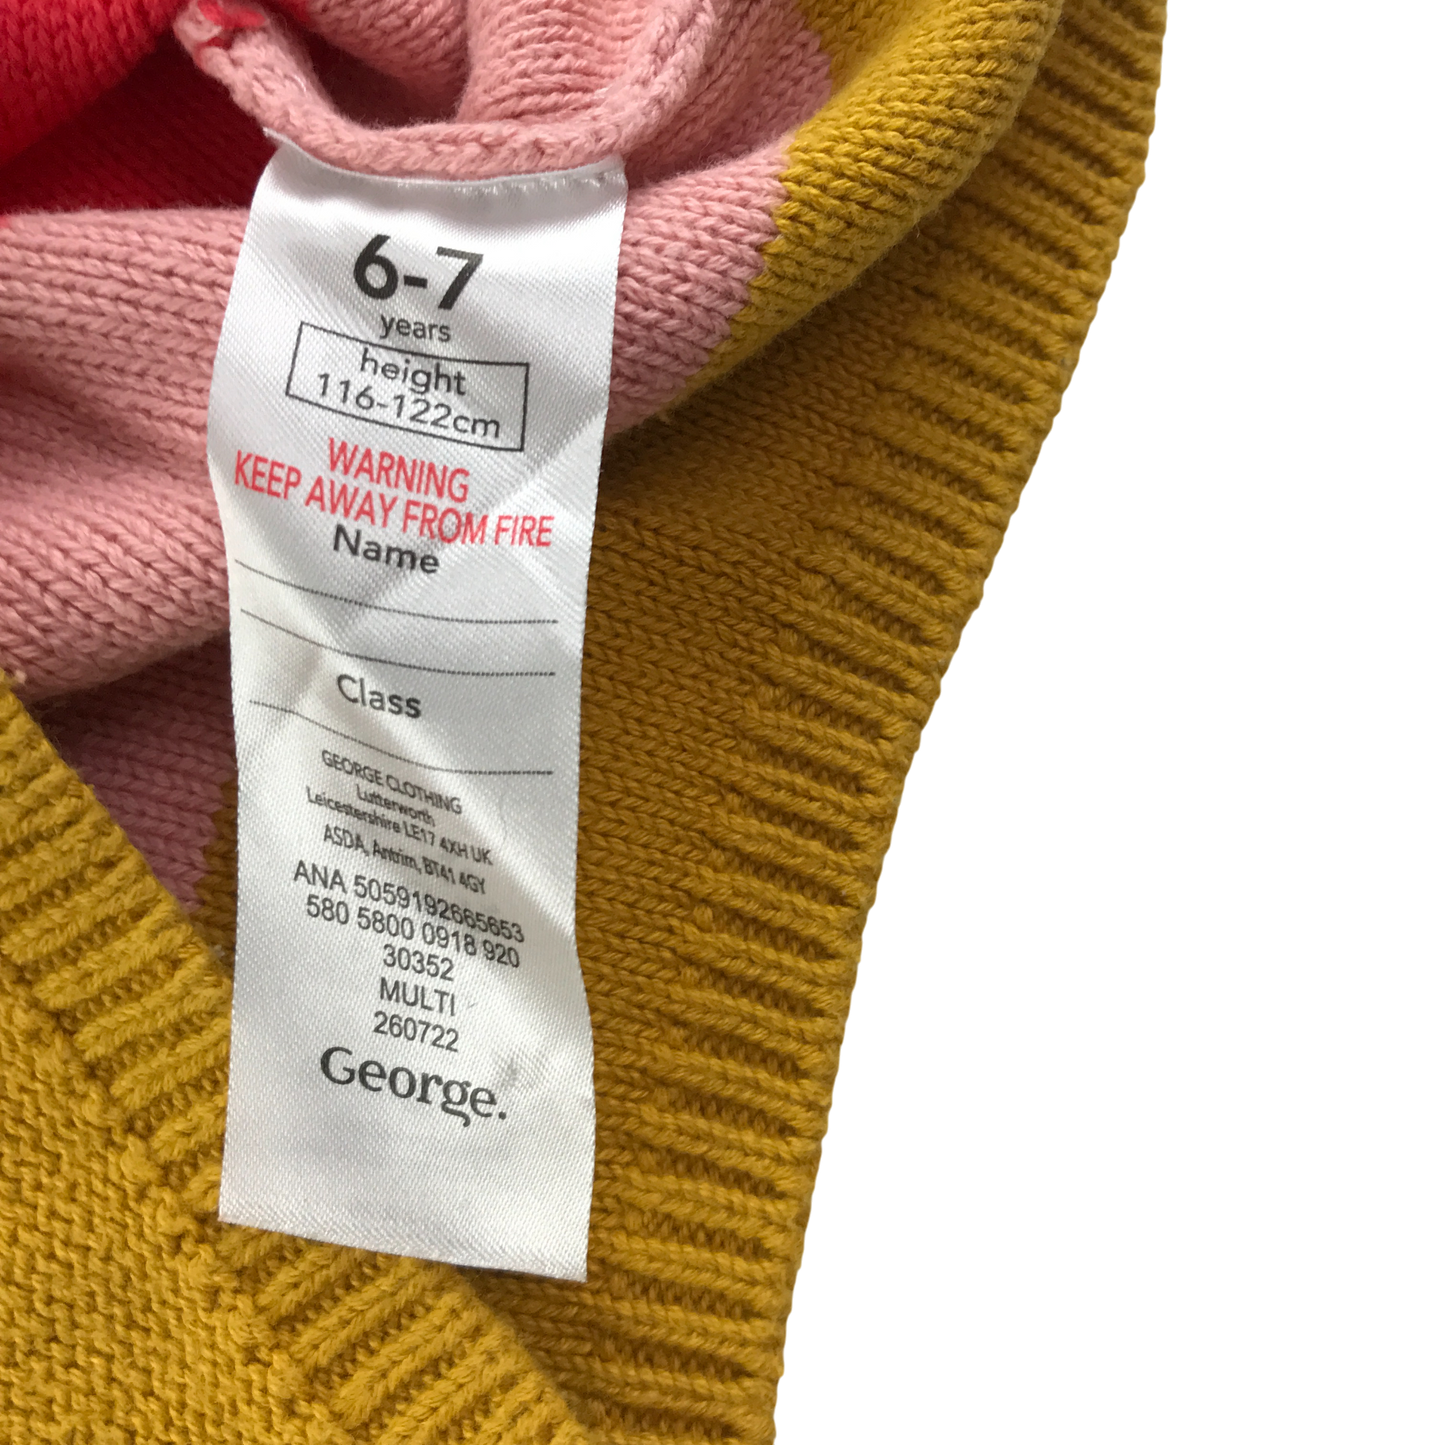 6-7
years
height
116-122cm
WARNING
KEEP AWAY FROM FIRE
Name
Class
GEORGE CLOTHING
Lutterworth
Leicestershire LE17 4XH UK
ASDA, Antrim, BT41 4GY
ANA 5059192665653
580 5800 0918 920
30352
MULTI
260722
George.